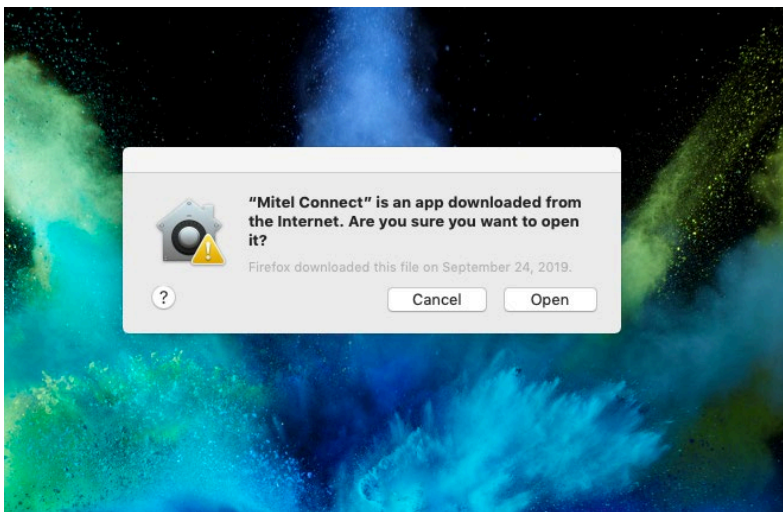 “Mitel Connect” is an app downloaded from
the Internet. Are you sure you want to open
it?
Firefox downloaded this file on September 24, 2019.
?
Cancel
Open